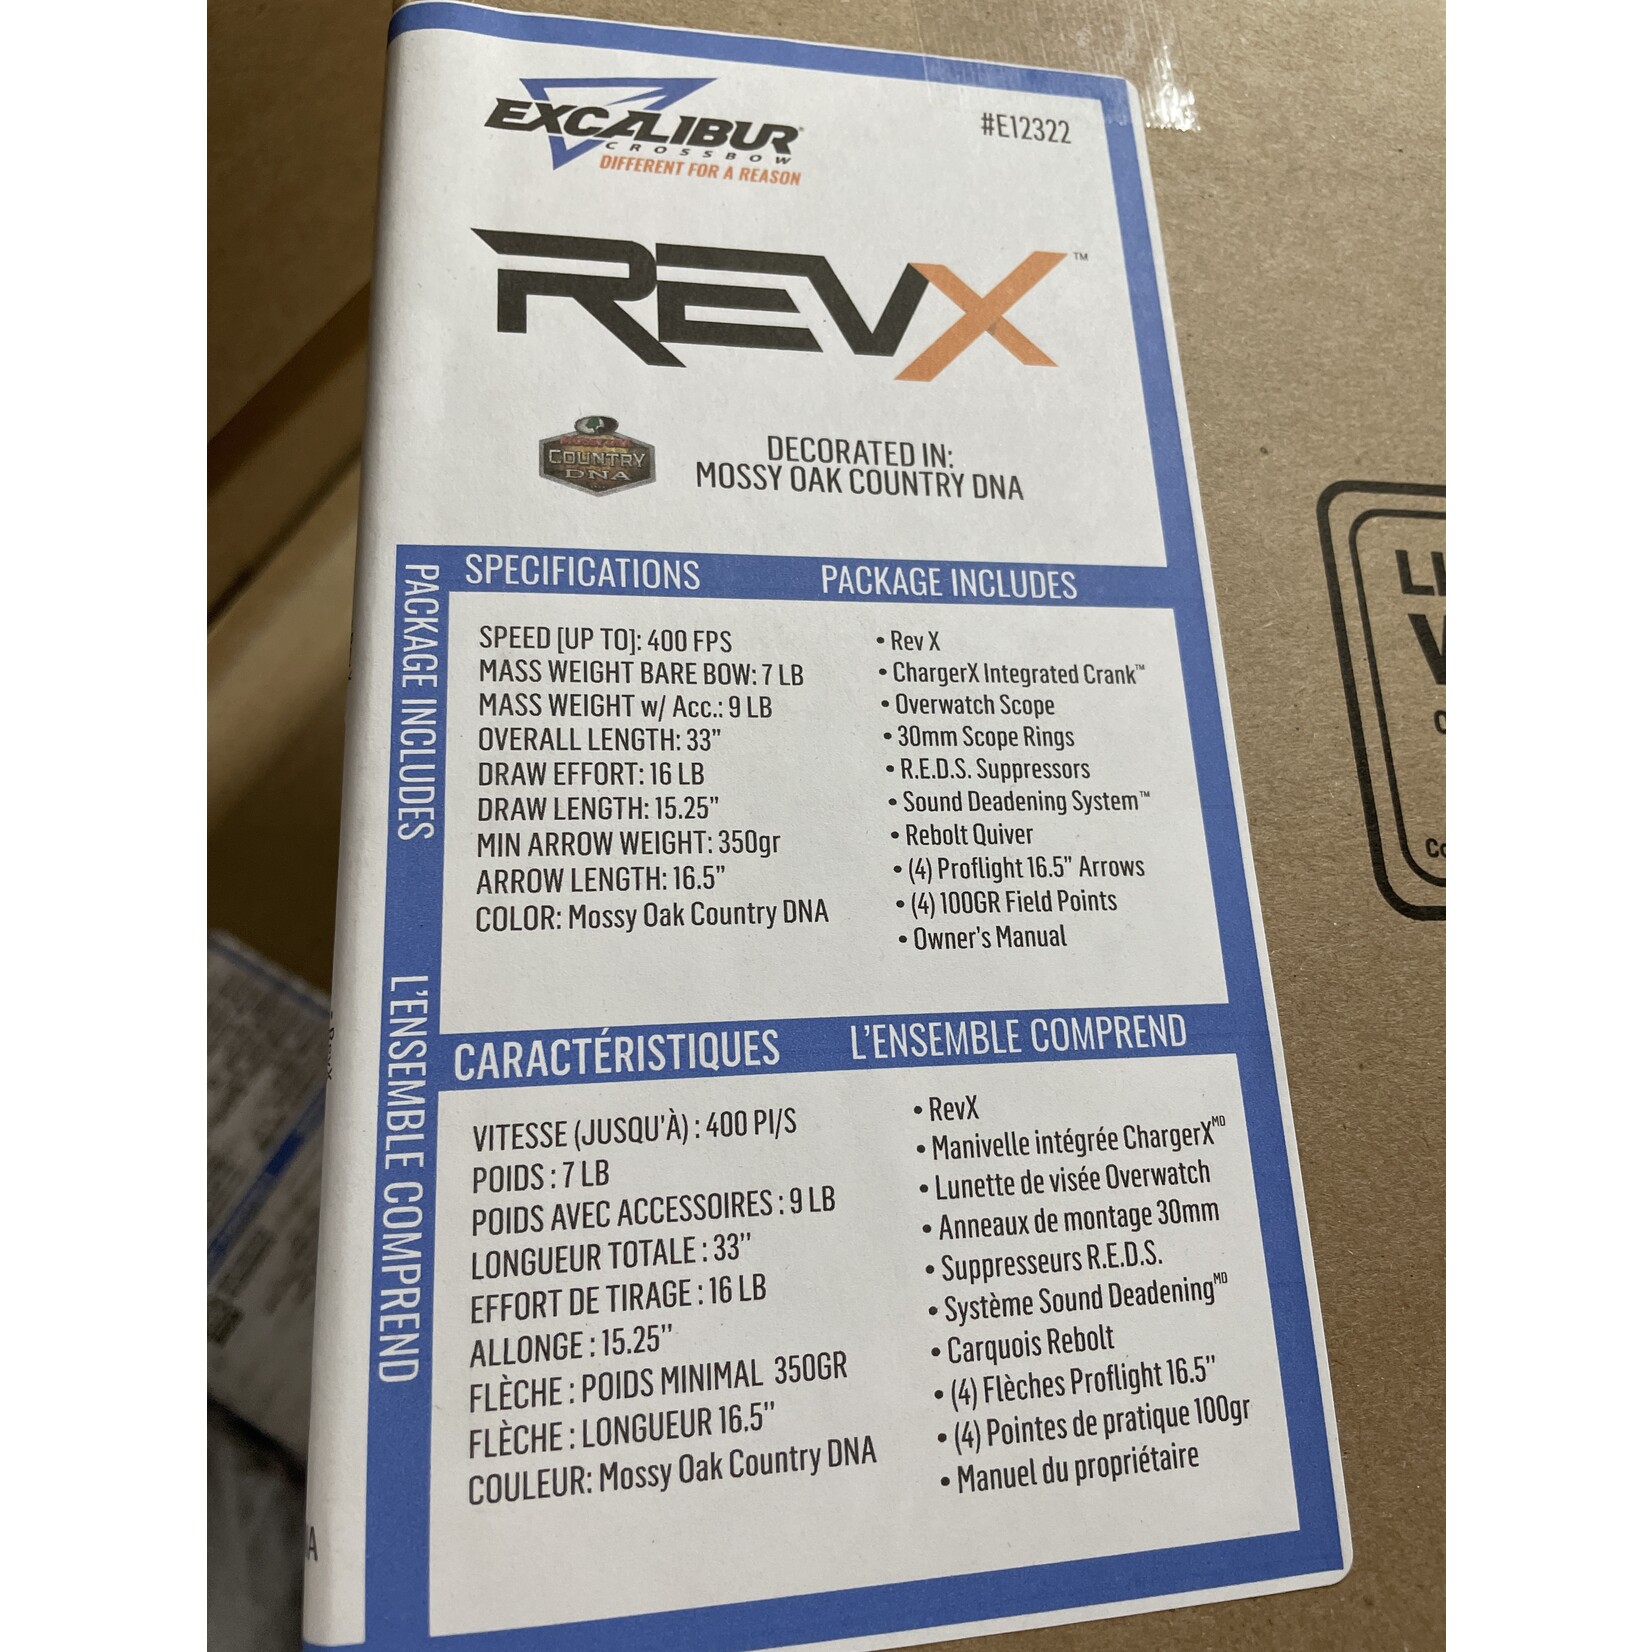 EXCALIBUR
CROSSBOW
DIFFERENT FOR A REASON
#E12322
REVX™
COUNTRY
DNA
DECORATED IN:
MOSSY OAK COUNTRY DNA
PACKAGE INCLUDES
L'ENSEMBLE COMPREND
SPECIFICATIONS
SPEED [UP TO]: 400 FPS
MASS WEIGHT BARE BOW: 7 LB
MASS WEIGHT w/ Acc.: 9 LB
OVERALL LENGTH: 33"
DRAW EFFORT: 16 LB
DRAW LENGTH: 15.25"
MIN ARROW WEIGHT: 350gr
ARROW LENGTH: 16.5"
COLOR: Mossy Oak Country DNA
PACKAGE INCLUDES
• Rev X
• ChargerX Integrated Crank™
• Overwatch Scope
• 30mm Scope Rings
• R.E.D.S. Suppressors
• Sound Deadening System™
• Rebolt Quiver
• (4) Proflight 16.5" Arrows
• (4) 100GR Field Points
• Owner's Manual
CARACTÉRISTIQUES
VITESSE (JUSQU'À) : 400 PI/S
POIDS : 7 LB
POIDS AVEC ACCESSOIRES : 9 LB
LONGUEUR TOTALE : 33"
EFFORT DE TIRAGE : 16 LB
ALLONGE : 15.25"
FLÈCHE : POIDS MINIMAL 350GR
FLÈCHE : LONGUEUR 16.5"
COULEUR: Mossy Oak Country DNA
L'ENSEMBLE COMPREND
• RevX
• Manivelle intégrée ChargerX MD
• Lunette de visée Overwatch
• Anneaux de montage 30mm
• Suppresseurs R.E.D.S.
• Système Sound Deadening MD
• Carquois Rebolt
• (4) Flèches Proflight 16.5"
• (4) Pointes de pratique 100gr
• Manuel du propriétaire